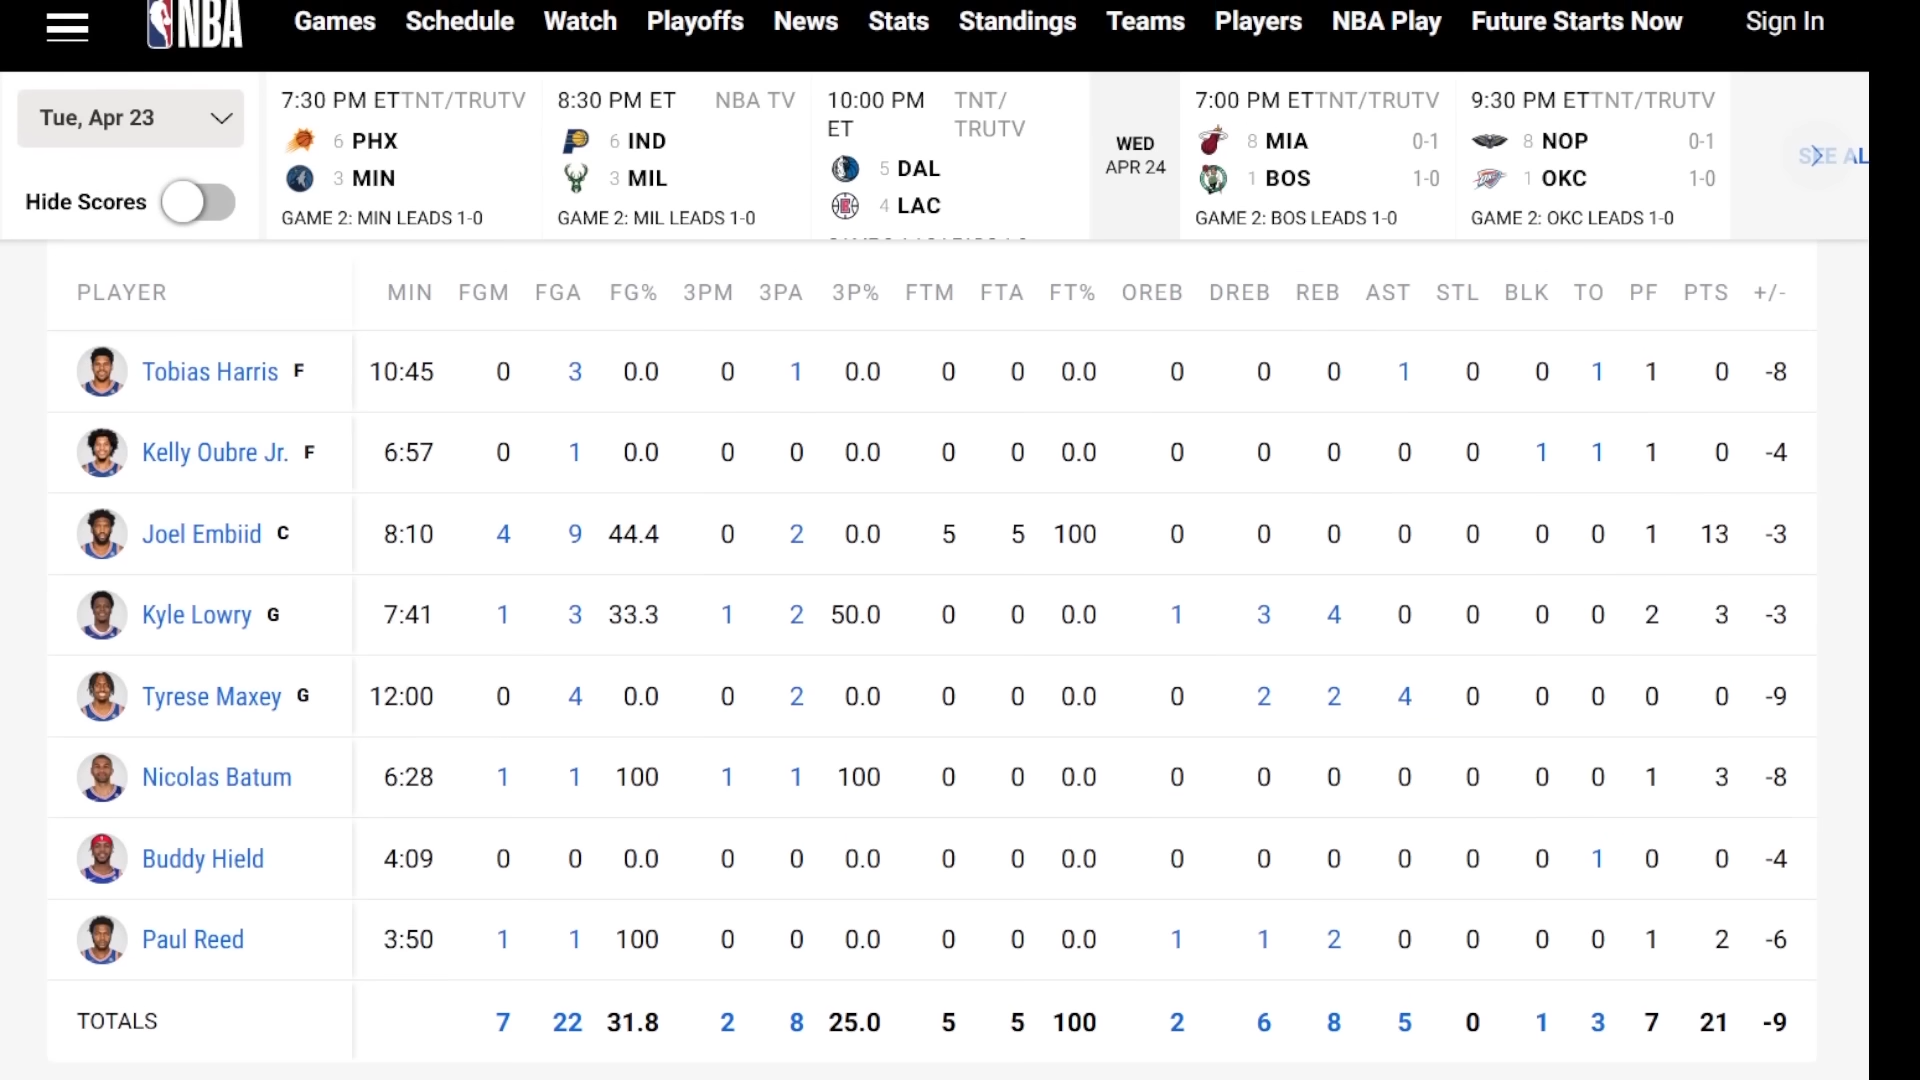 NBA Games Schedule Watch Playoffs News Stats Standings Teams Players NBA Play Future Starts Now Sign In
Tue, Apr 23
Hide Scores
7:30 PM ET TNT/TRUTV
6 PHX
3 MIN
GAME 2: MIN LEADS 1-0
8:30 PM ET NBA TV
6 IND
3 MIL
GAME 2: MIL LEADS 1-0
10:00 PM ET TNT/TRUTV
5 DAL
4 LAC
WED
APR 24
7:00 PM ET TNT/TRUTV
8 MIA 0-1
1 BOS 1-0
GAME 2: BOS LEADS 1-0
9:30 PM ET TNT/TRUTV
8 NOP 0-1
1 OKC 1-0
GAME 2: OKC LEADS 1-0
PLAYER MIN FGM FGA FG% 3PM 3PA 3P% FTM FTA FT% OREB DREB REB AST STL BLK TO PF PTS +/-
Tobias Harris F 10:45 0 3 0.0 0 1 0.0 0 0 0.0 0 0 0 1 0 0 1 1 0 -8
Kelly Oubre Jr. F 6:57 0 1 0.0 0 0 0.0 0 0 0.0 0 0 0 0 0 1 1 1 0 -4
Joel Embiid C 8:10 4 9 44.4 0 2 0.0 5 5 100 0 0 0 0 0 0 0 1 13 -3
Kyle Lowry G 7:41 1 3 33.3 1 2 50.0 0 0 0.0 1 3 4 0 0 0 0 2 3 -3
Tyrese Maxey G 12:00 0 4 0.0 0 2 0.0 0 0 0.0 0 2 2 4 0 0 0 0 0 -9
Nicolas Batum 6:28 1 1 100 1 1 100 0 0 0.0 0 0 0 0 0 0 0 1 3 -8
Buddy Hield 4:09 0 0 0.0 0 0 0.0 0 0 0.0 0 0 0 0 0 0 1 0 0 -4
Paul Reed 3:50 1 1 100 0 0 0.0 0 0 0.0 1 1 2 0 0 0 0 1 2 -6
TOTALS 7 22 31.8 2 8 25.0 5 5 100 2 6 8 5 0 1 3 7 21 -9